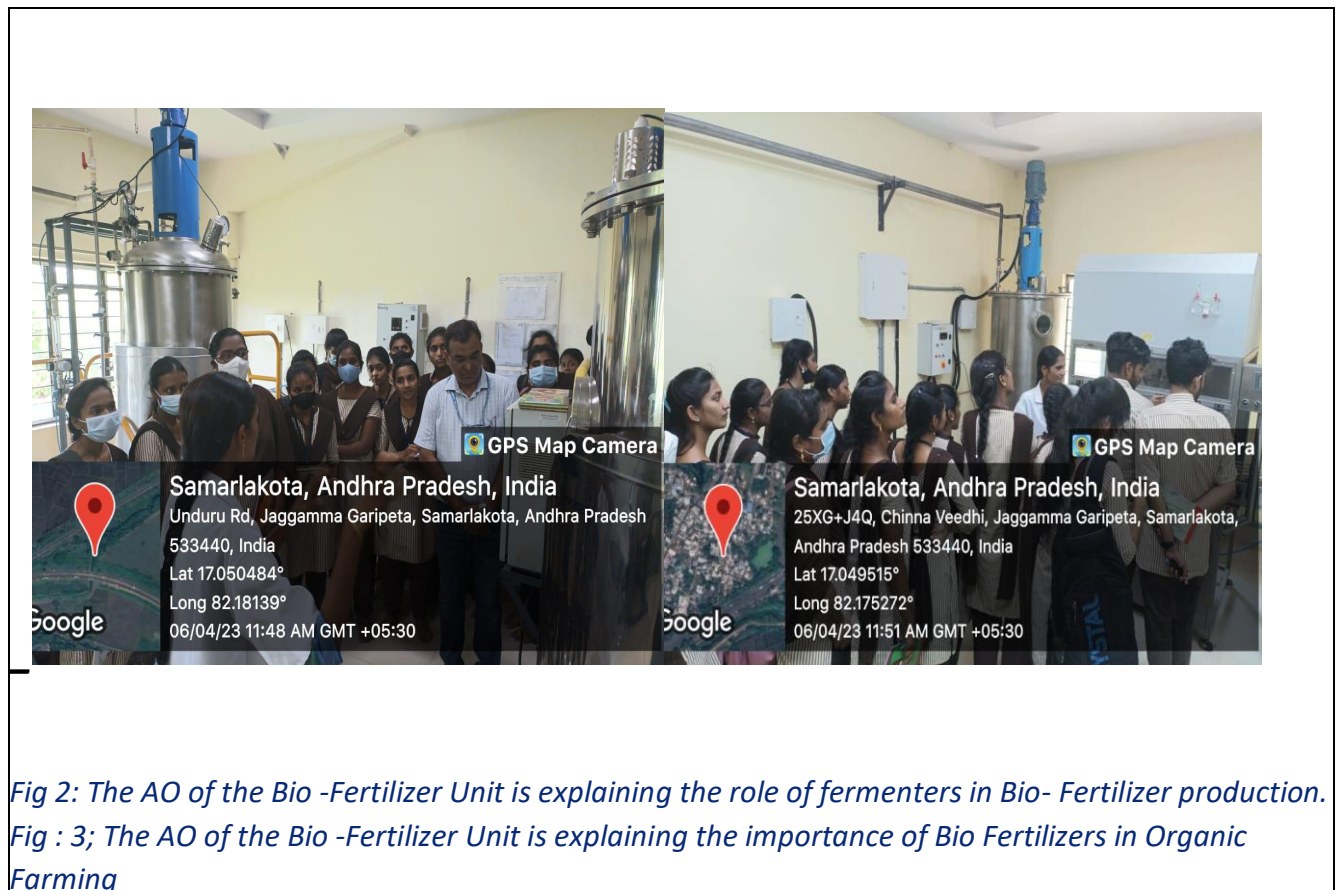 GPS Map Camera
Samarlakota, Andhra Pradesh, India
Unduru Rd, Jaggamma Garipeta, Samarlakota, Andhra Pradesh
533440, India
Lat 17.050484°
Long 82.18139°
06/04/23 11:48 AM GMT +05:30
Google
GPS Map Camera
Samarlakota, Andhra Pradesh, India
25XG+J4Q, Chinna Veedhi, Jaggamma Garipeta, Samarlakota,
Andhra Pradesh 533440, India
Lat 17.049515°
Long 82.175272°
06/04/23 11:51 AM GMT +05:30
Google
Fig 2: The AO of the Bio -Fertilizer Unit is explaining the role of fermenters in Bio- Fertilizer production.
Fig : 3; The AO of the Bio -Fertilizer Unit is explaining the importance of Bio Fertilizers in Organic
Farming